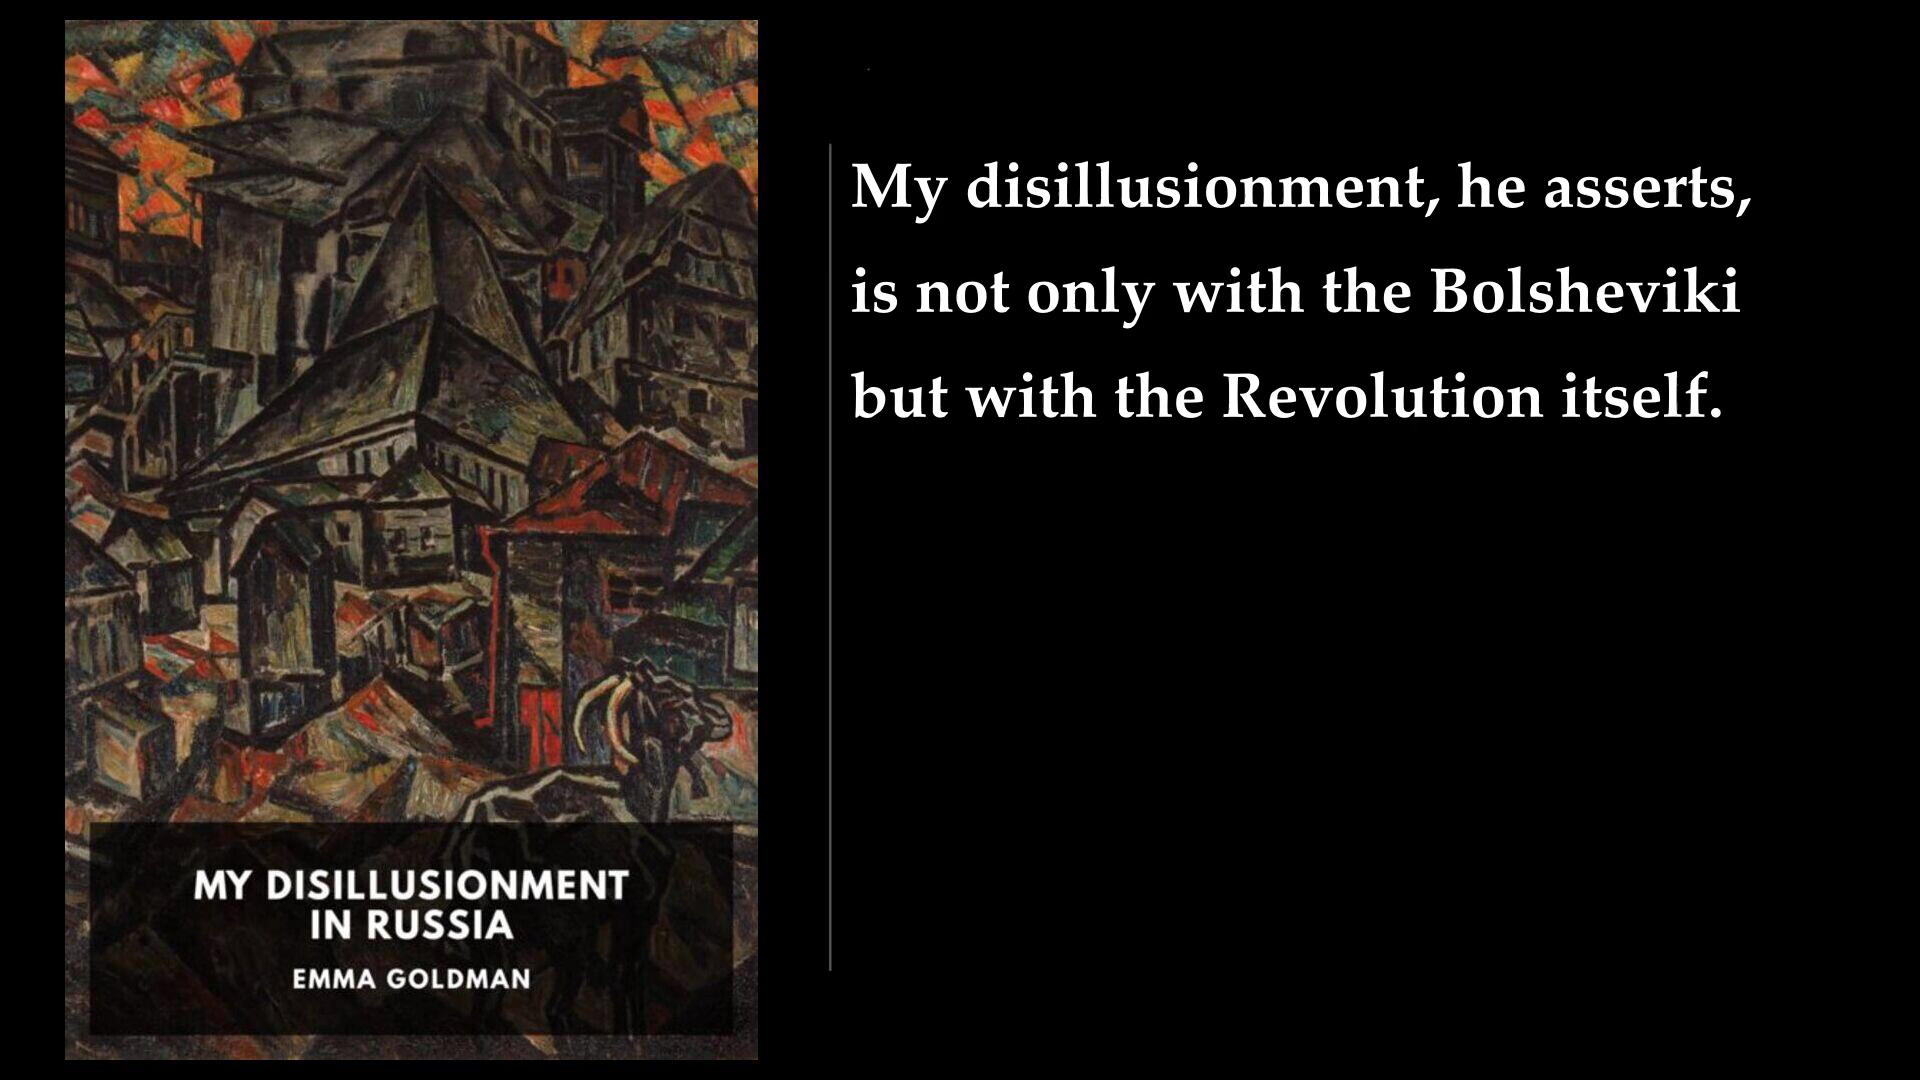 My disillusionment, he asserts,
is not only with the Bolsheviki
but with the Revolution itself.
MY DISILLUSIONMENT
IN RUSSIA
EMMA GOLDMAN